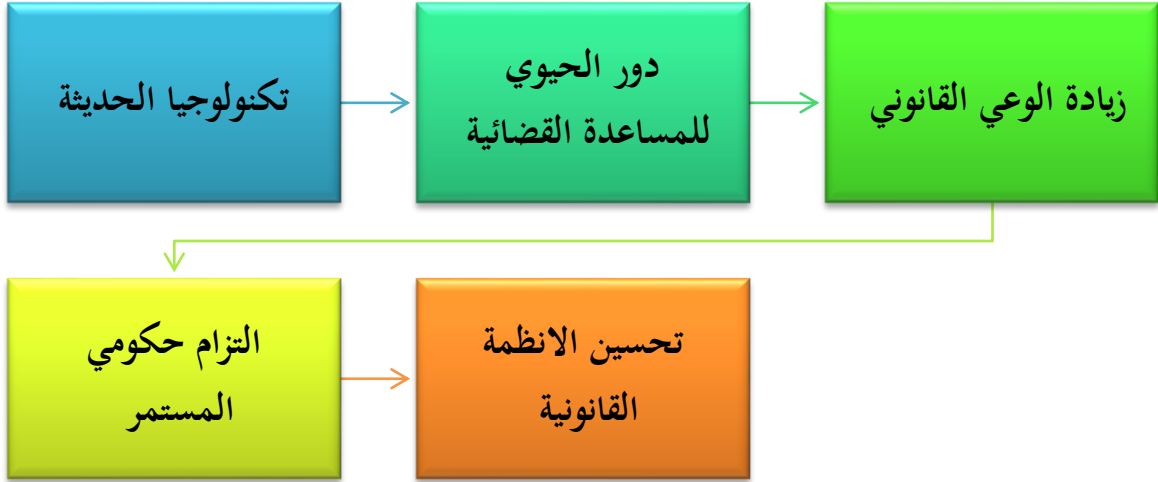 تكنولوجيا الحديثة
دور الحيوي
للمساعدة القضائية
زيادة الوعي القانوني
التزام حكومي
المستمر
تحسين الانظمة
القانونية